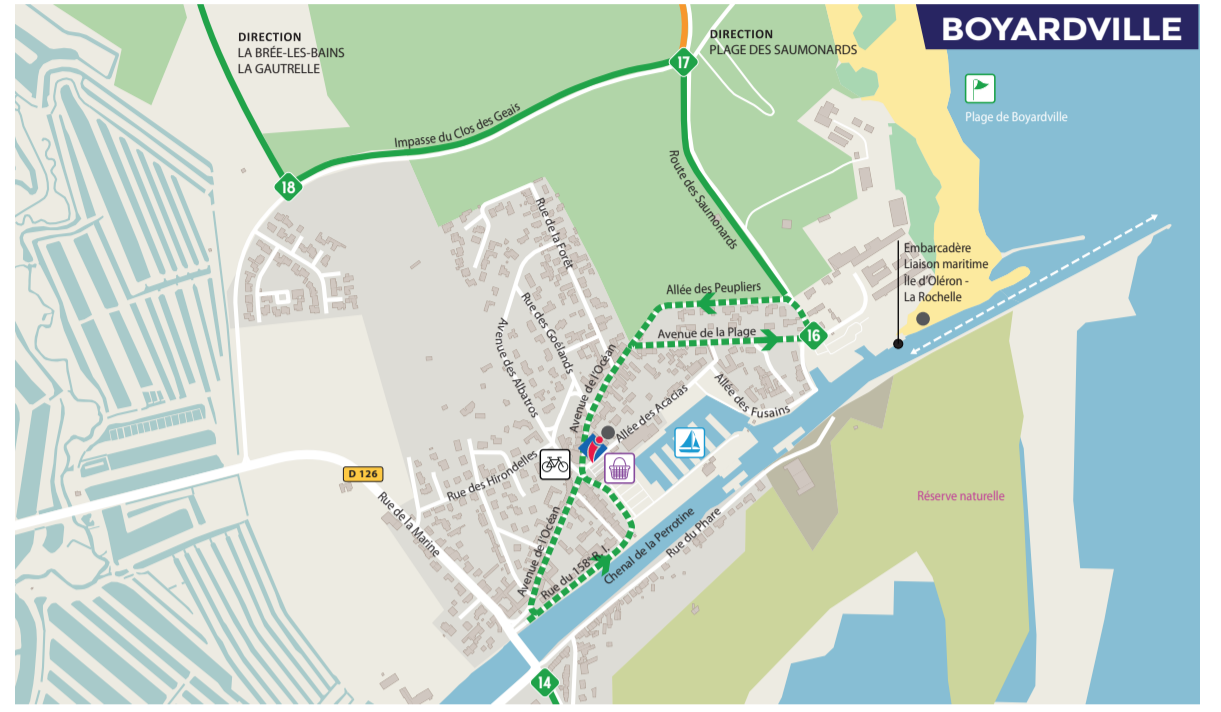 BOYARDVILLE
DIRECTION
LA BRÉE-LES-BAINS
LA GAUTRELLE
DIRECTION
PLAGE DES SAUMONARDS
17
Plage de Boyardville
Impasse du Clos des Geais
18
Route des Saumonards
Rue de la Forêt
Embarcadère
Liaison maritime
Île d'Oléron -
La Rochelle
Allée des Peupliers
Rue des Goélands
Avenue de la Plage
16
Avenue des Albatros
Avenue de l'Océan
Allée des Acacias
Allée des Fusains
D 126
Rue des Hirondelles
Réserve naturelle
Rue de la Marine
Avenue de l'Océan
Rue du 158e R. I.
Chenal de la Perrotine
Rue du Phare
14